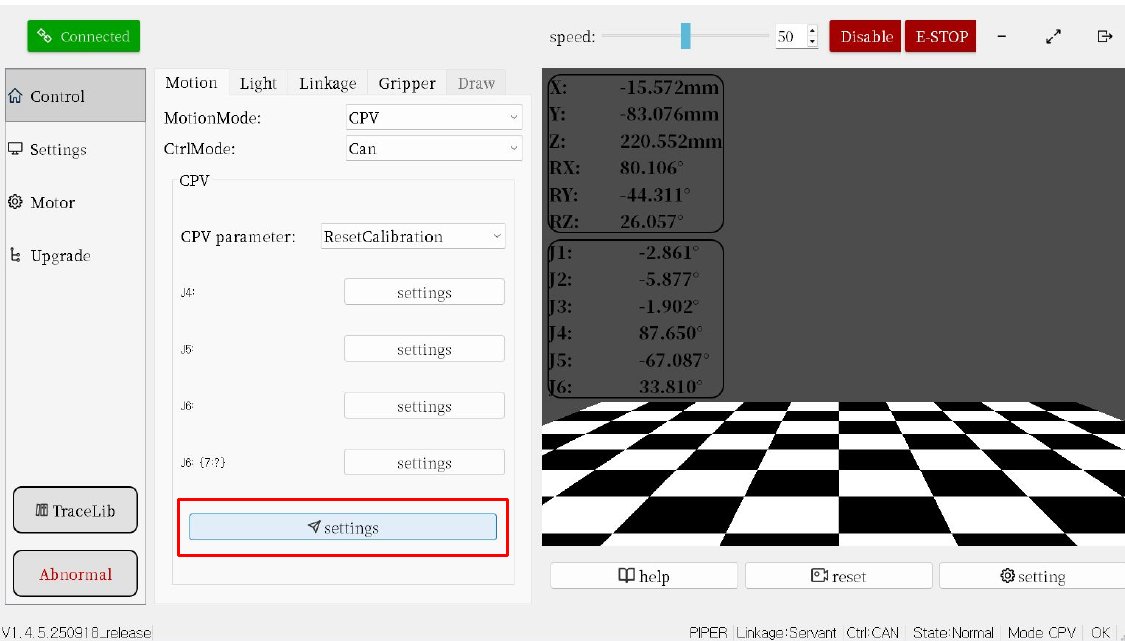 Connected
speed:
50
Disable
E-STOP
Control
Settings
Motor
Upgrade
TraceLib
Abnormal
Motion Light Linkage Gripper Draw
MotionMode: CPV
CtrlMode: Can
CPV
CPV parameter: ResetCalibration
J4: settings
J5: settings
J6: settings
J6: {7:?} settings
settings
X: -15.572mm
Y: -83.076mm
Z: 220.552mm
RX: 80.106°
RY: -44.311°
RZ: 26.057°
J1: -2.861°
J2: -5.877°
J3: -1.902°
J4: 87.650°
J5: -67.087°
J6: 33.810°
help
reset
setting
V1.4.5.250918_release
PIPER Linkage:Servant Ctrl:CAN State:Normal Mode CPV OK